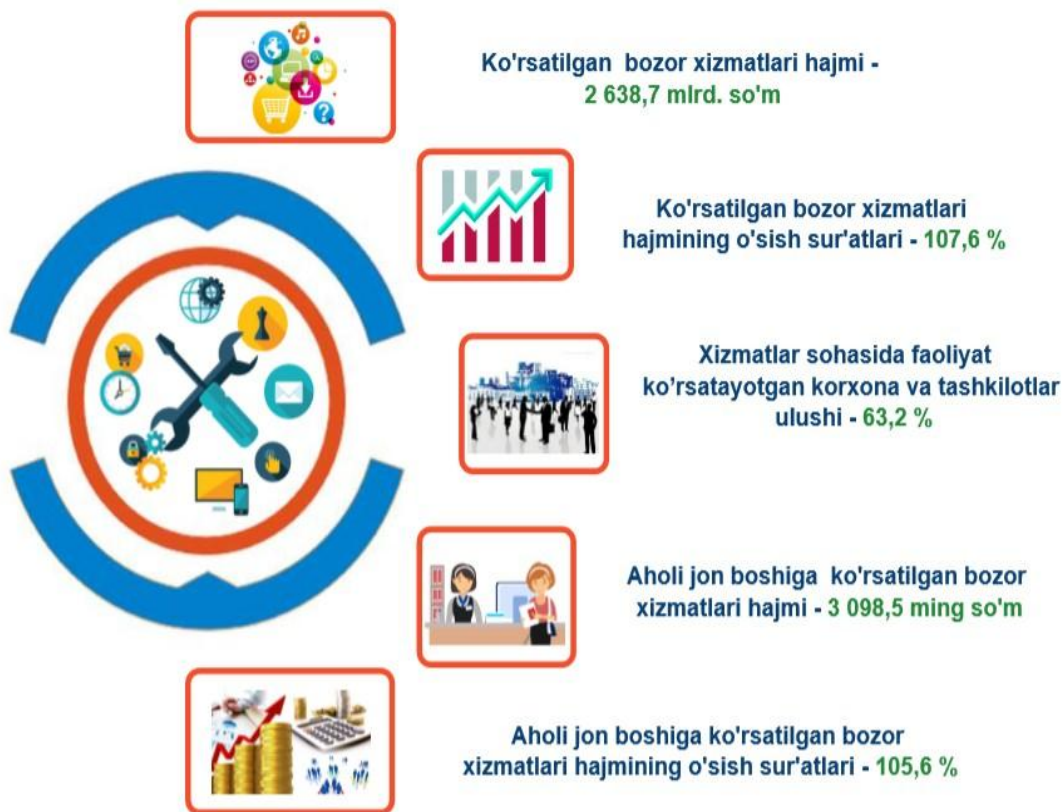 Ko'rsatilgan bozor xizmatlari hajmi -
2 638,7 mlrd. so'm
Ko'rsatilgan bozor xizmatlari
hajmining o'sish sur'atlari - 107,6 %
Xizmatlar sohasida faoliyat
ko’rsatayotgan korxona va tashkilotlar
ulushi - 63,2 %
Aholi jon boshiga ko'rsatilgan bozor
xizmatlari hajmi - 3 098,5 ming so'm
Aholi jon boshiga ko'rsatilgan bozor
xizmatlari hajmining o'sish sur'atlari - 105,6 %